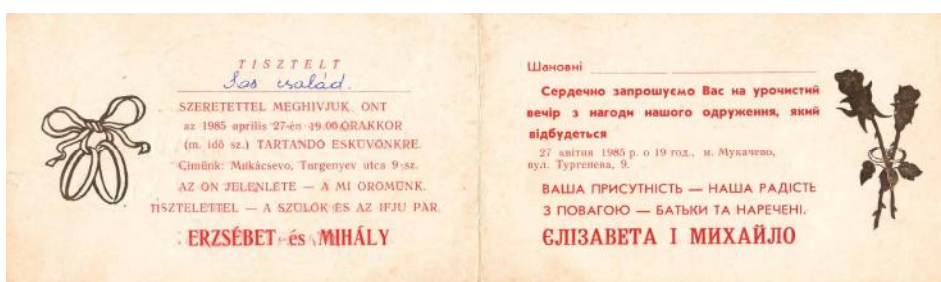 TISZTELT
Sas család.
SZERETETTEL MEGHIVJUK ÖNT
az 1985 április 27-én 19.00 ÓRAKKOR
(m. idő sz.) TARTANDÓ ESKÜVŐNKRE.
Cimünk: Mukácsevo, Turgenyev utca 9 sz.
AZ ÖN JELENLÉTE — A MI ÖRÖMÜNK.
TISZTELETTEL — A SZÜLŐK ÉS AZ IFJU PÁR.
ERZSÉBET és MIHÁLY
Шановні
Сердечно запрошуємо Вас на урочистий
вечір з нагоди нашого одруження, який
відбудеться
27 квітня 1985 р. о 19 год., м. Мукачево,
вул. Тургенева, 9.
ВАША ПРИСУТНІСТЬ — НАША РАДІСТЬ
З ПОВАГОЮ — БАТЬКИ ТА НАРЕЧЕНІ.
ЄЛІЗАВЕТА І МИХАЙЛО